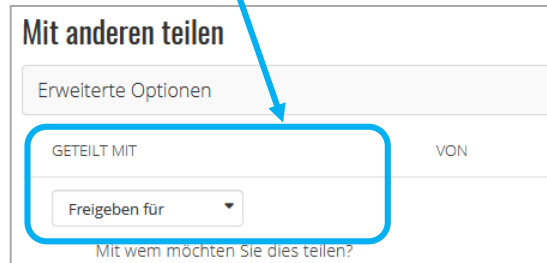 Mit anderen teilen
Erweiterte Optionen
GETEILT MIT VON
Freigeben für
Mit wem möchten Sie dies teilen?